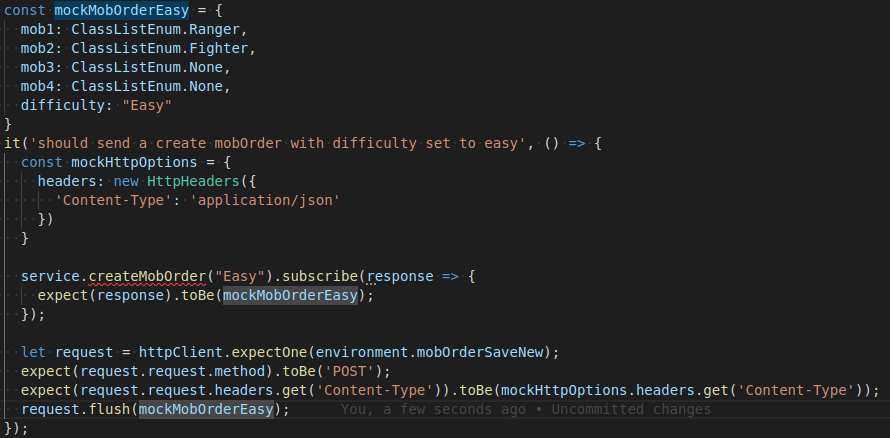 const mockMobOrderEasy = {
  mob1: ClassListEnum.Ranger,
  mob2: ClassListEnum.Fighter,
  mob3: ClassListEnum.None,
  mob4: ClassListEnum.None,
  difficulty: "Easy"
}
it('should send a create mobOrder with difficulty set to easy', () => {
  const mockHttpOptions = {
    headers: new HttpHeaders({
      'Content-Type': 'application/json'
    })
  }

  service.createMobOrder("Easy").subscribe(response => {
    expect(response).toBe(mockMobOrderEasy);
  });

  let request = httpClient.expectOne(environment.mobOrderSaveNew);
  expect(request.request.method).toBe('POST');
  expect(request.request.headers.get('Content-Type')).toBe(mockHttpOptions.headers.get('Content-Type'));
  request.flush(mockMobOrderEasy);      You, a few seconds ago • Uncommitted changes
});